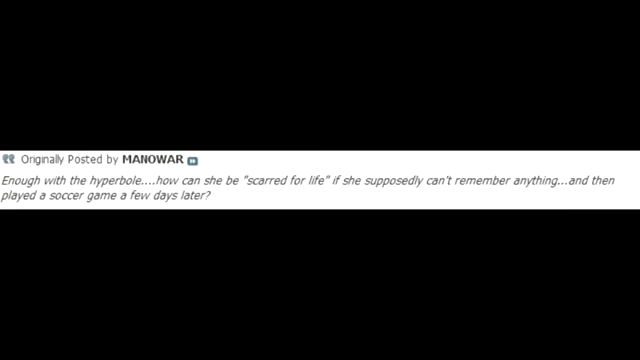 Originally Posted by MANOWAR
Enough with the hyperbole....how can she be "scarred for life" if she supposedly can't remember anything...and then
played a soccer game a few days later?